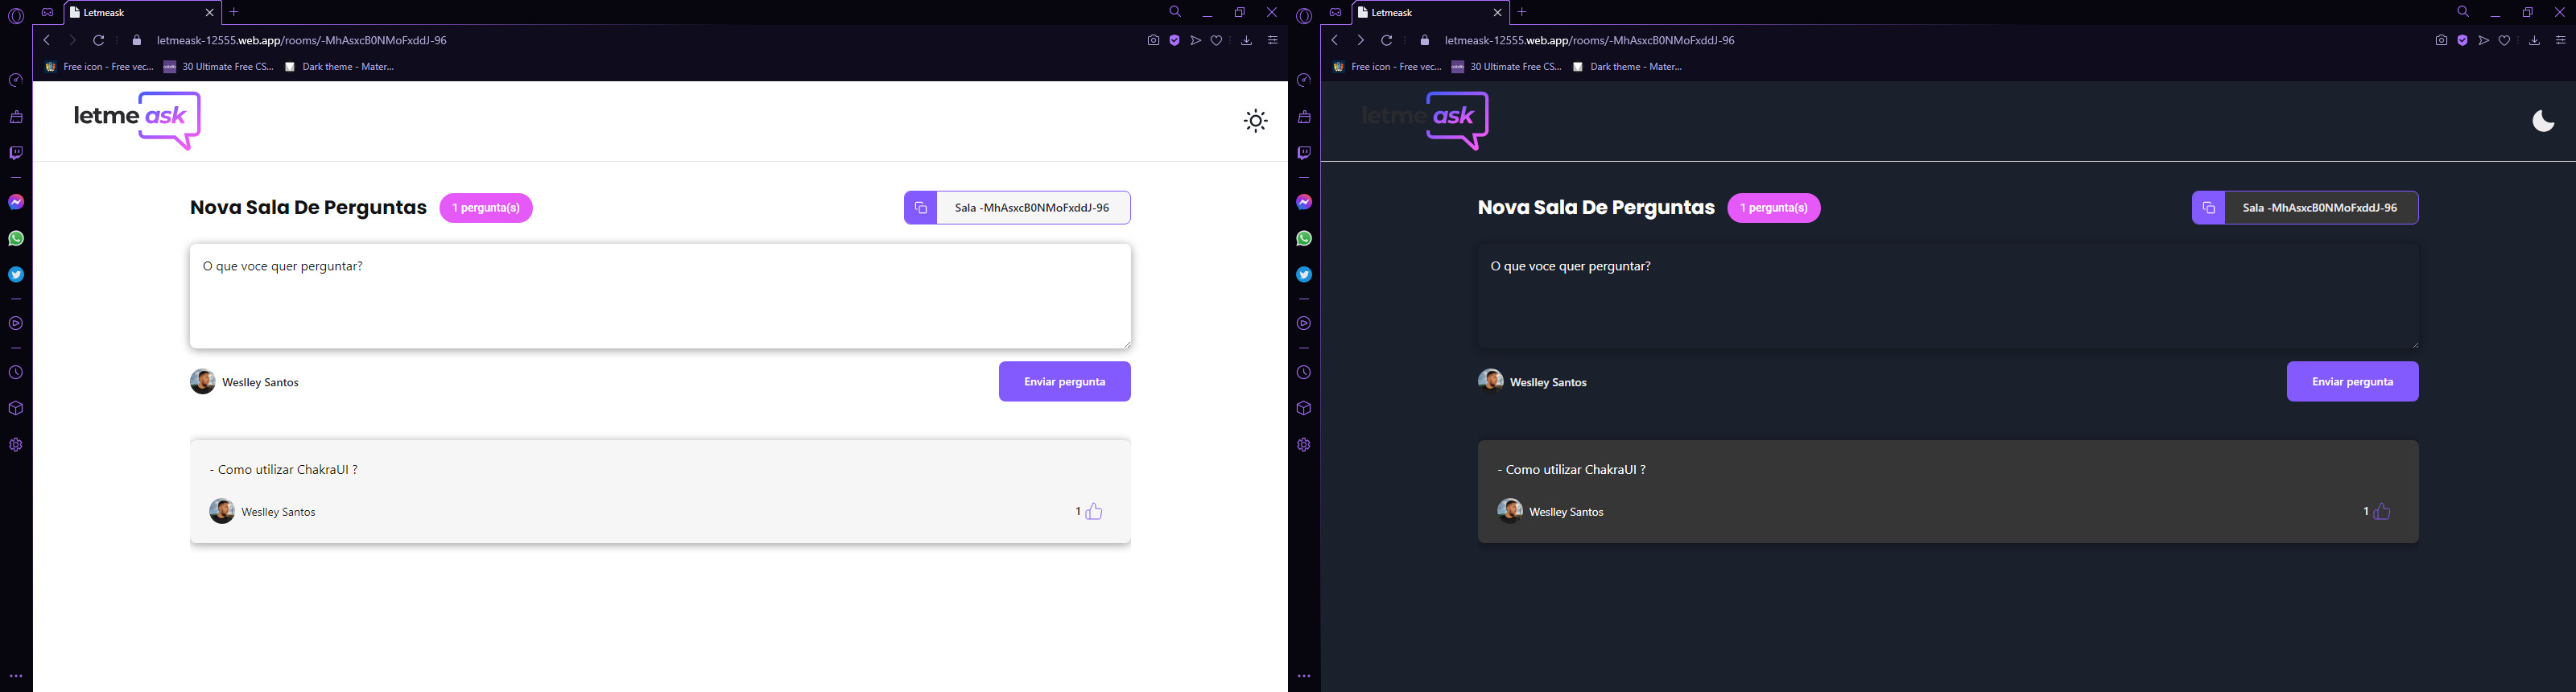 Letmeask
letmeask-12555.web.app/rooms/-MhAsxcB0NMoFxddJ-96
Free icon - Free vec... 30 Ultimate Free CS... Dark theme - Mater...
letme ask
Nova Sala De Perguntas 1 pergunta(s) Sala -MhAsxcB0NMoFxddJ-96
O que voce quer perguntar?
Weslley Santos Enviar pergunta
- Como utilizar ChakraUI ?
Weslley Santos 1
Letmeask
letmeask-12555.web.app/rooms/-MhAsxcB0NMoFxddJ-96
Free icon - Free vec... 30 Ultimate Free CS... Dark theme - Mater...
letme ask
Nova Sala De Perguntas 1 pergunta(s) Sala -MhAsxcB0NMoFxddJ-96
O que voce quer perguntar?
Weslley Santos Enviar pergunta
- Como utilizar ChakraUI ?
Weslley Santos 1